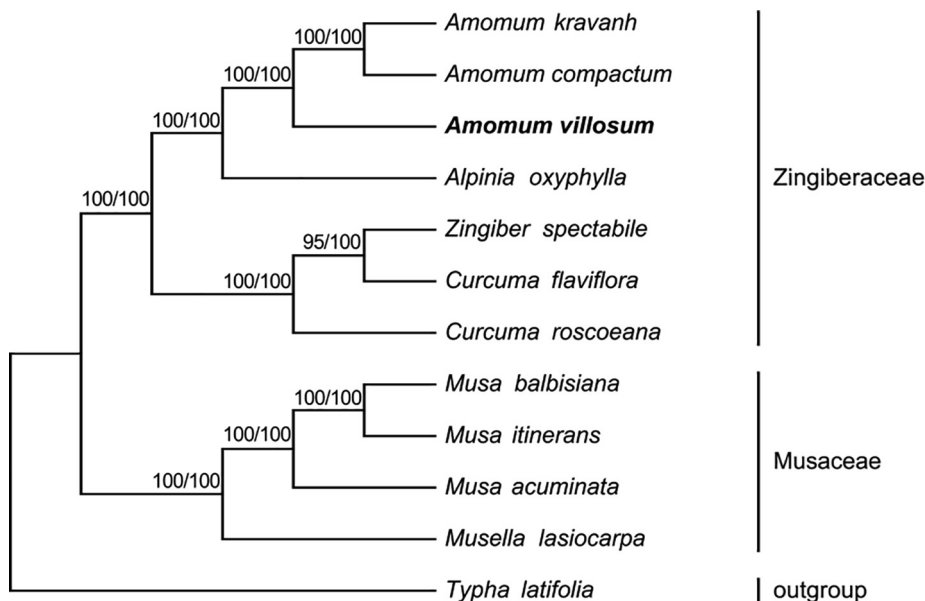 100/100
Amomum kravanh
100/100
Amomum compactum
100/100
Amomum villosum
100/100
Alpinia oxyphylla
Zingiberaceae
95/100
Zingiber spectabile
100/100
Curcuma flaviflora
Curcuma roscoeana
100/100
Musa balbisiana
100/100
Musa itinerans
Musaceae
100/100
Musa acuminata
Musella lasiocarpa
Typha latifolia
outgroup